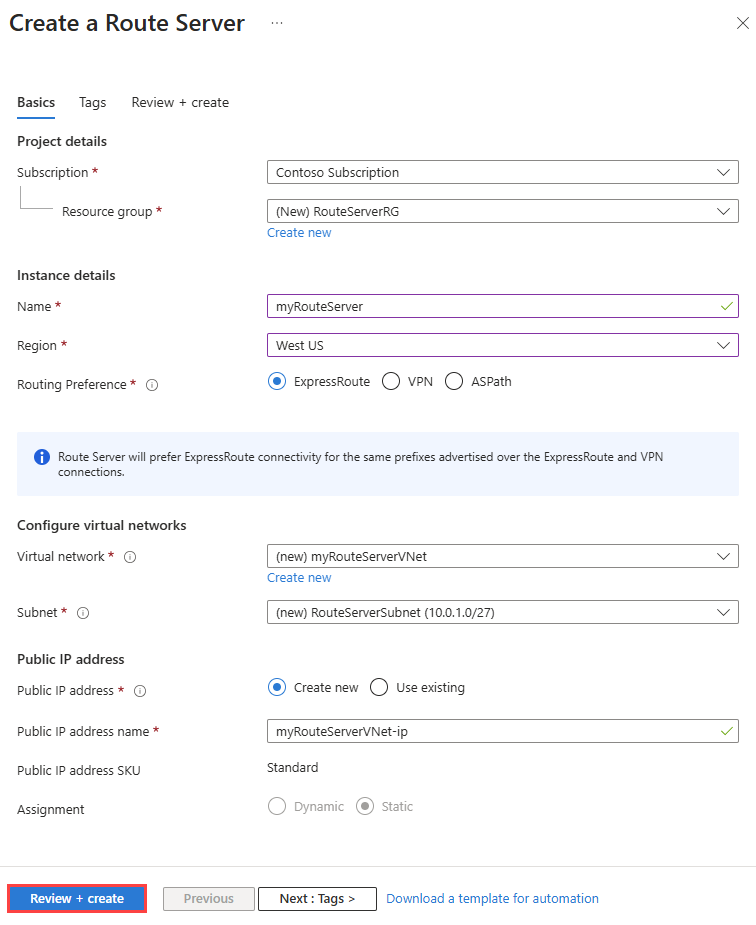 Create a Route Server ...
Basics Tags Review + create
Project details
Subscription * Contoso Subscription
Resource group * (New) RouteServerRG
Create new
Instance details
Name * myRouteServer
Region * West US
Routing Preference * ExpressRoute VPN ASPath
Route Server will prefer ExpressRoute connectivity for the same prefixes advertised over the ExpressRoute and VPN
connections.
Configure virtual networks
Virtual network * (new) myRouteServerVNet
Create new
Subnet * (new) RouteServerSubnet (10.0.1.0/27)
Public IP address
Public IP address * Create new Use existing
Public IP address name * myRouteServerVNet-ip
Public IP address SKU Standard
Assignment Dynamic Static
Review + create Previous Next : Tags > Download a template for automation